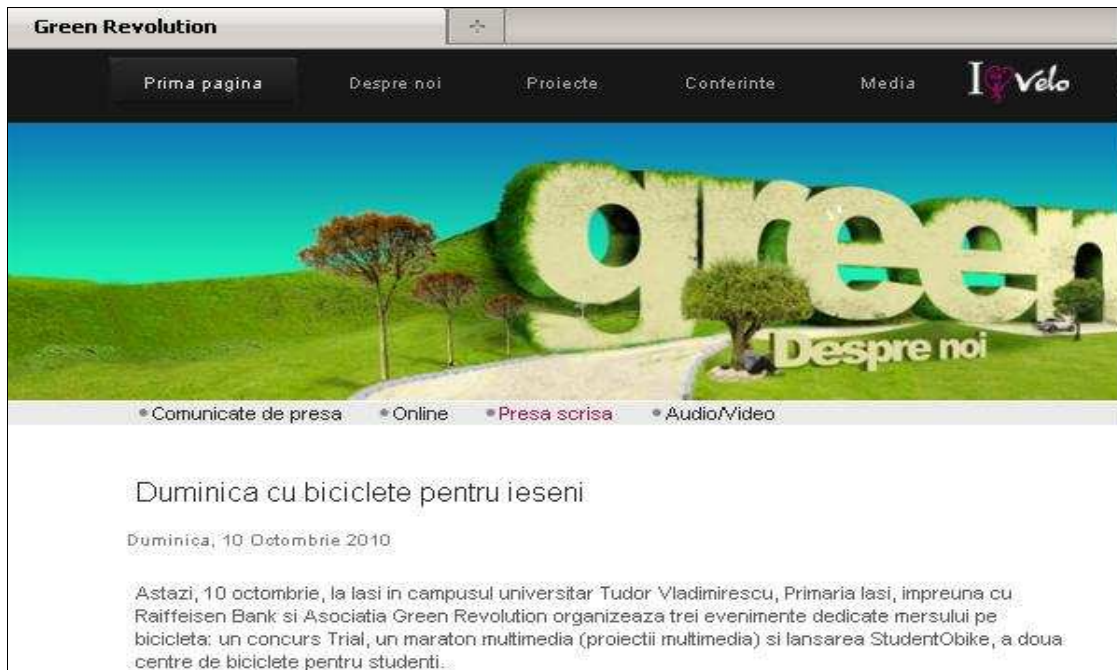 Green Revolution
Prima pagina Despre noi Proiecte Conferinte Media I Velo
green
Despre noi
Comunicate de presa Online Presa scrisa Audio/Video
Duminica cu biciclete pentru ieseni
Duminica, 10 Octombrie 2010
Astazi, 10 octombrie, la Iasi in campusul universitar Tudor Vladimirescu, Primaria Iasi, impreuna cu
Raiffeisen Bank si Asociatia Green Revolution organizeaza trei evenimente dedicate mersului pe
bicicleta: un concurs Trial, un maraton multimedia (proiectii multimedia) si lansarea StudentObike, a doua
centre de biciclete pentru studenti.